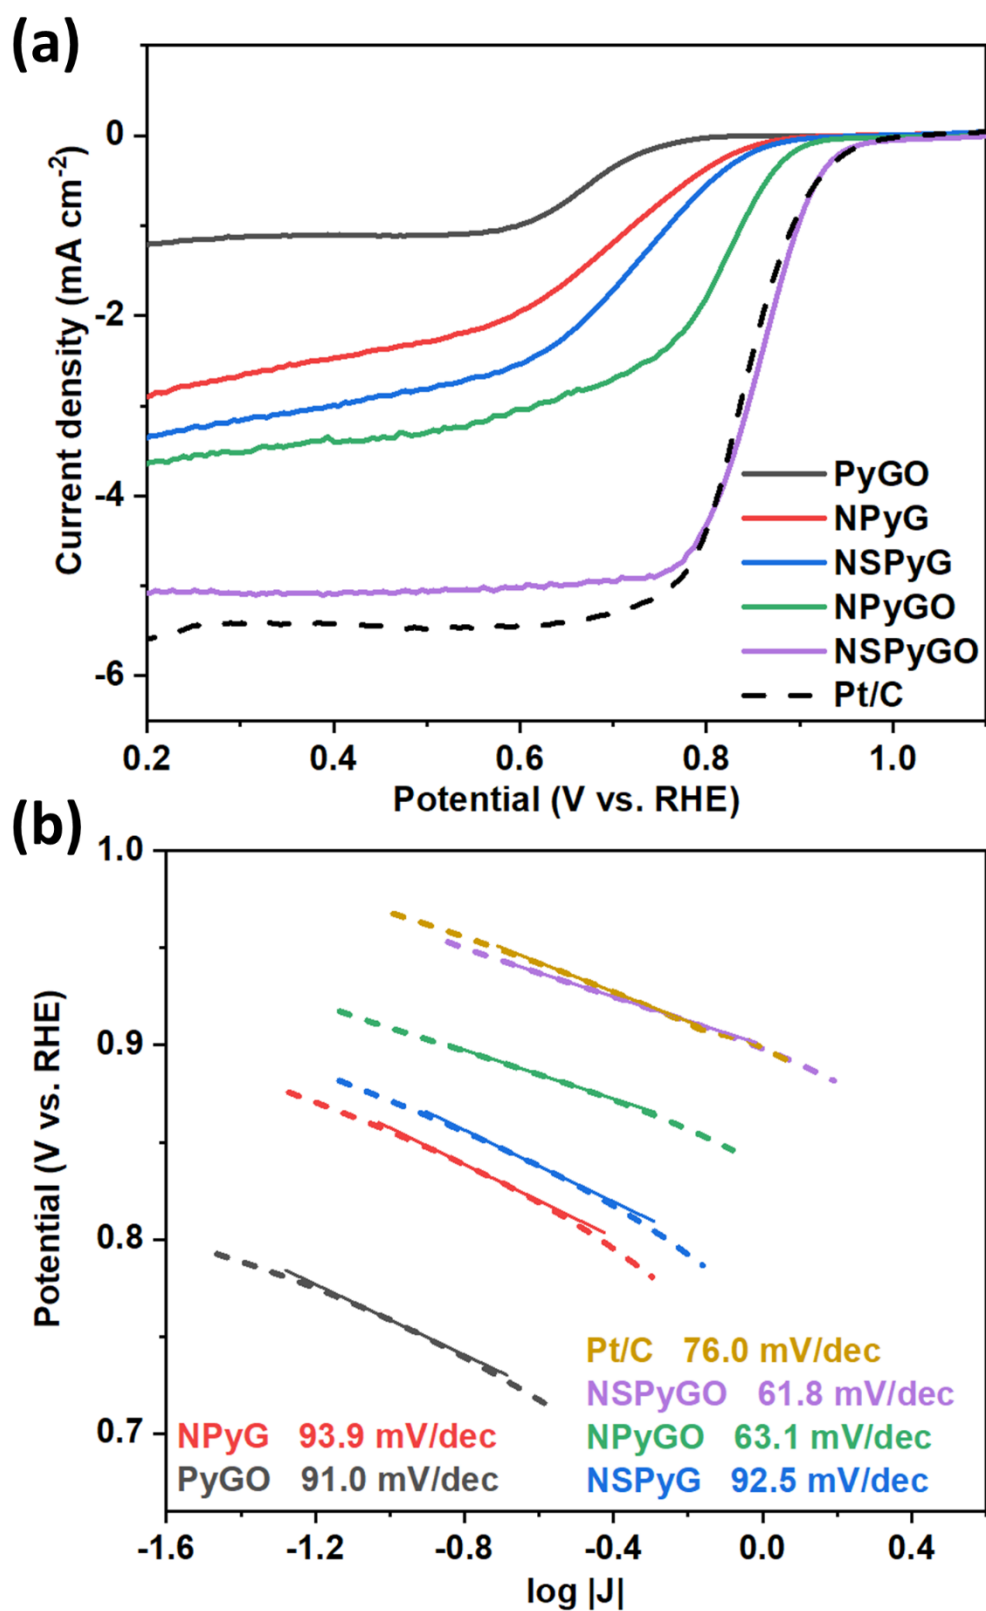 (a)
0
-2
-4
-6
Current density (mA cm-2)
PyGO
NPyG
NSPyG
NPyGO
NSPyGO
Pt/C
0.2 0.4 0.6 0.8 1.0
Potential (V vs. RHE)
(b)
1.0
0.9
0.8
0.7
Potential (V vs. RHE)
Pt/C 76.0 mV/dec
NSPyGO 61.8 mV/dec
NPyG 93.9 mV/dec NPyGO 63.1 mV/dec
PyGO 91.0 mV/dec NSPyG 92.5 mV/dec
-1.6 -1.2 -0.8 -0.4 0.0 0.4
log |J|